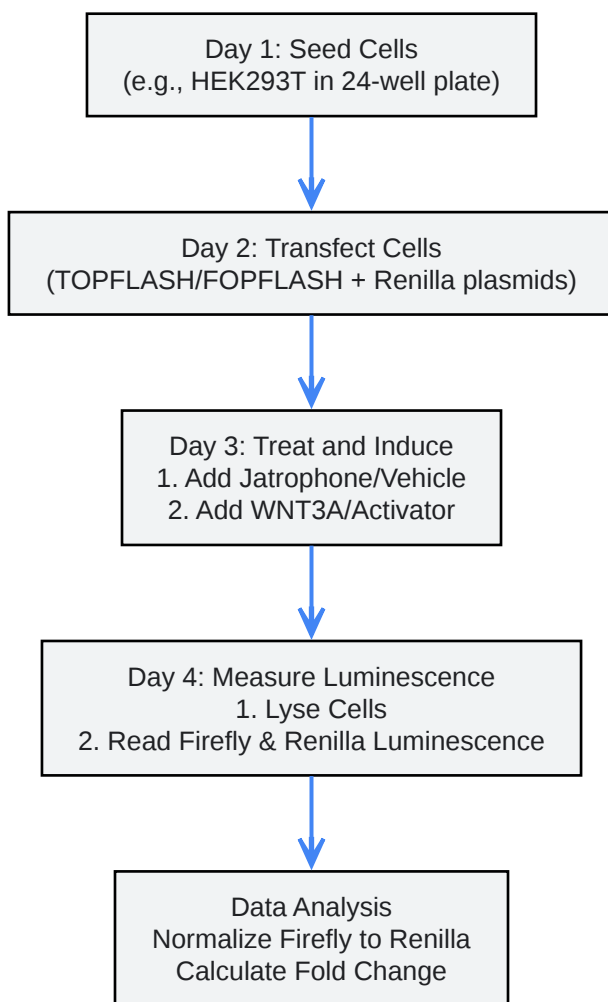 Day 1: Seed Cells
(e.g., HEK293T in 24-well plate)
Day 2: Transfect Cells
(TOPFLASH/FOPFLASH + Renilla plasmids)
Day 3: Treat and Induce
1. Add Jatrophone/Vehicle
2. Add WNT3A/Activator
Day 4: Measure Luminescence
1. Lyse Cells
2. Read Firefly & Renilla Luminescence
Data Analysis
Normalize Firefly to Renilla
Calculate Fold Change